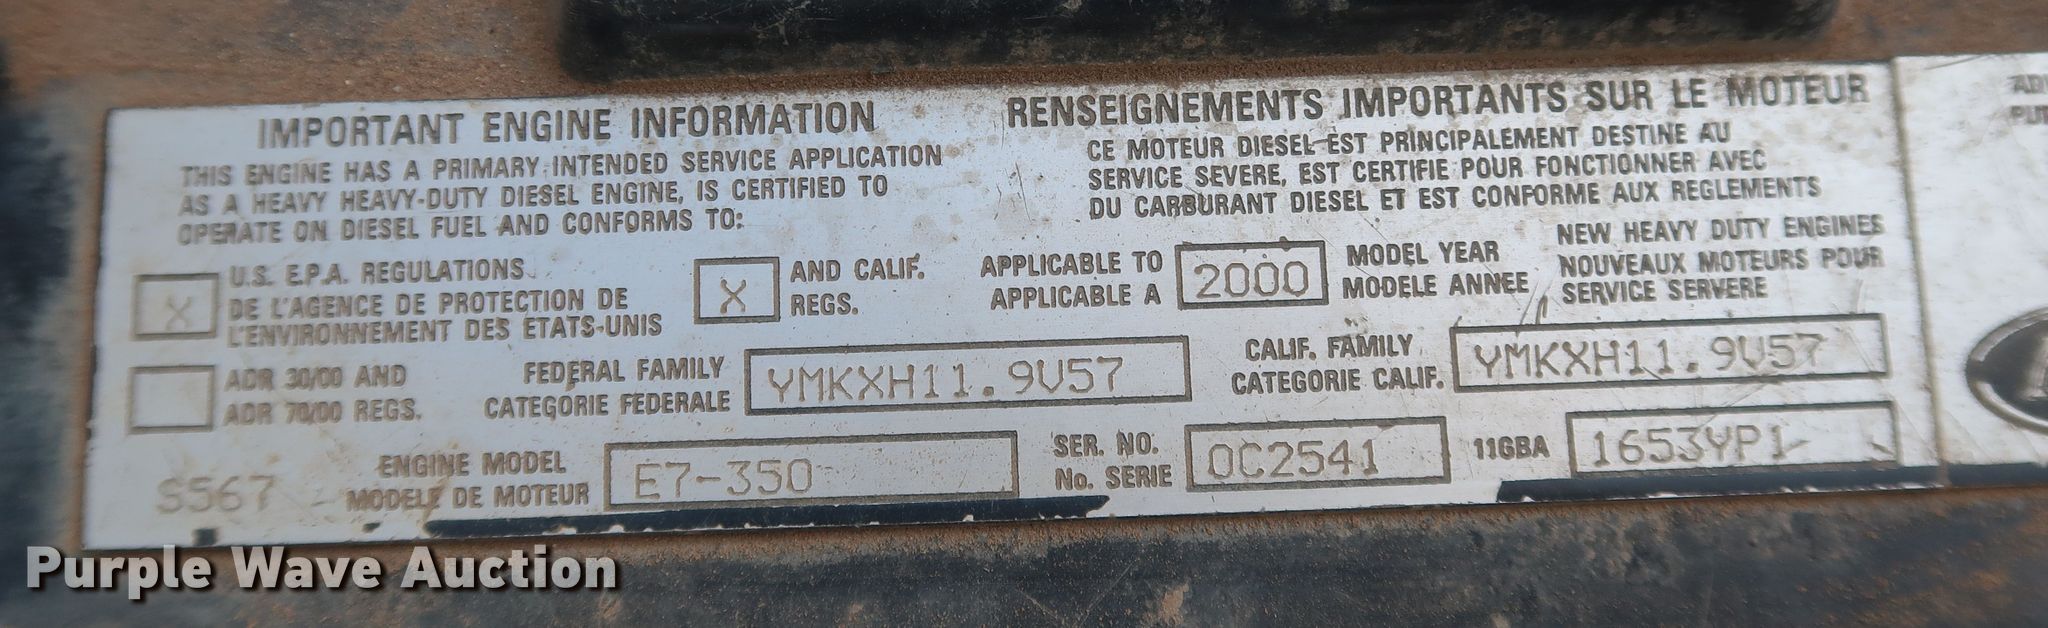 IMPORTANT ENGINE INFORMATION
THIS ENGINE HAS A PRIMARY INTENDED SERVICE APPLICATION
AS A HEAVY HEAVY-DUTY DIESEL ENGINE, IS CERTIFIED TO
OPERATE ON DIESEL FUEL AND CONFORMS TO:
RENSEIGNEMENTS IMPORTANTS SUR LE MOTEUR
CE MOTEUR DIESEL EST PRINCIPALEMENT DESTINE AU
SERVICE SEVERE, EST CERTIFIE POUR FONCTIONNER AVEC
DU CARBURANT DIESEL ET EST CONFORME AUX REGLEMENTS
X U.S. E.P.A. REGULATIONS
DE L'AGENCE DE PROTECTION DE
L'ENVIRONNEMENT DES ETATS-UNIS
X AND CALIF.
REGS.
APPLICABLE TO
APPLICABLE A
2000
MODEL YEAR
MODELE ANNEE
NEW HEAVY DUTY ENGINES
NOUVEAUX MOTEURS POUR
SERVICE SERVERE
ADR 30/00 AND
ADR 70/00 REGS.
FEDERAL FAMILY
CATEGORIE FEDERALE
YMKXH11.9V57
CALIF. FAMILY
CATEGORIE CALIF.
YMKXH11.9V57
S567
ENGINE MODEL
MODELE DE MOTEUR
E7-350
SER. NO.
No. SERIE
0C2541
11GBA
1653YP1
Purple Wave Auction